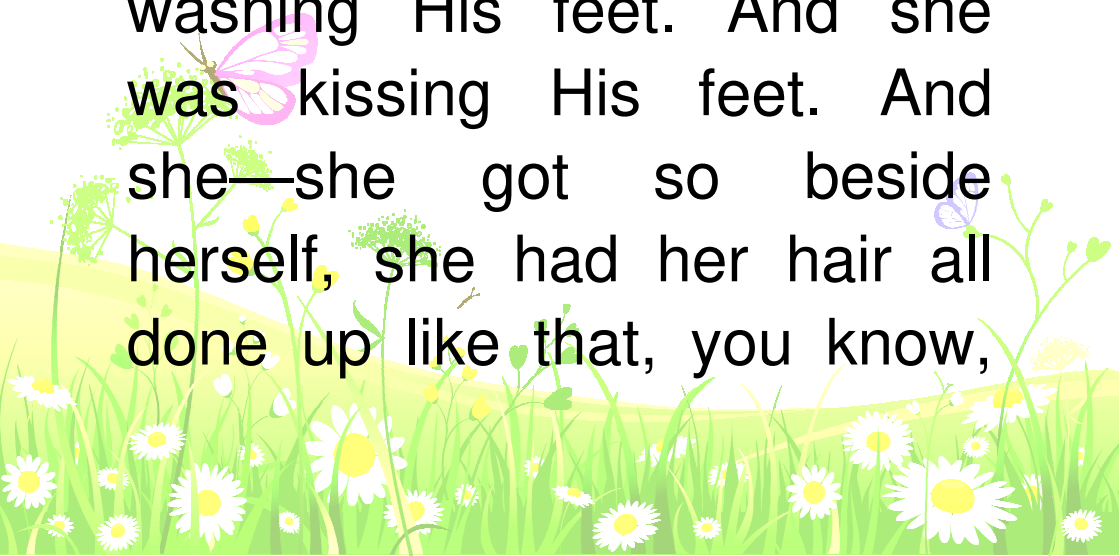 washing His feet. And she
was kissing His feet. And
she—she got so beside
herself, she had her hair all
done up like that, you know,